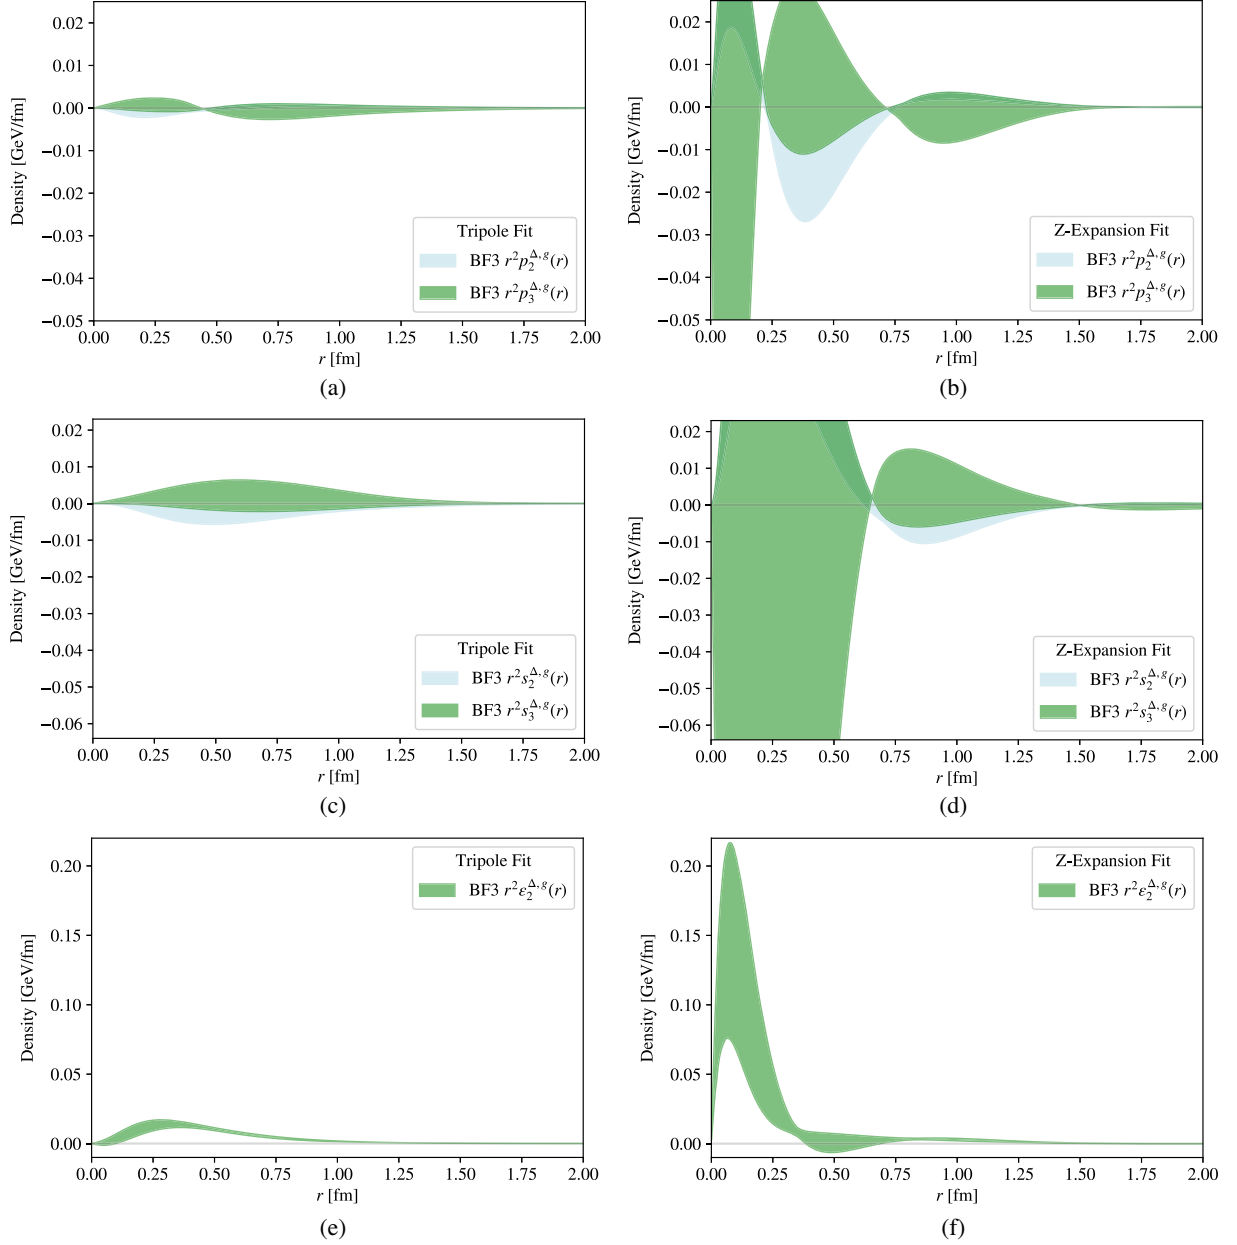 0.02
0.01
0.00
−0.01
−0.02
−0.03
−0.04
−0.05
Density [GeV/fm]
Tripole Fit
BF3 r²p₂^{Δ,g}(r)
BF3 r²p₃^{Δ,g}(r)
0.00 0.25 0.50 0.75 1.00 1.25 1.50 1.75 2.00
r [fm]
(a)
0.02
0.01
0.00
−0.01
−0.02
−0.03
−0.04
−0.05
Density [GeV/fm]
Z-Expansion Fit
BF3 r²p₂^{Δ,g}(r)
BF3 r²p₃^{Δ,g}(r)
0.00 0.25 0.50 0.75 1.00 1.25 1.50 1.75 2.00
r [fm]
(b)
0.02
0.01
0.00
−0.01
−0.02
−0.03
−0.04
−0.05
−0.06
Density [GeV/fm]
Tripole Fit
BF3 r²s₂^{Δ,g}(r)
BF3 r²s₃^{Δ,g}(r)
0.00 0.25 0.50 0.75 1.00 1.25 1.50 1.75 2.00
r [fm]
(c)
0.02
0.01
0.00
−0.01
−0.02
−0.03
−0.04
−0.05
−0.06
Density [GeV/fm]
Z-Expansion Fit
BF3 r²s₂^{Δ,g}(r)
BF3 r²s₃^{Δ,g}(r)
0.00 0.25 0.50 0.75 1.00 1.25 1.50 1.75 2.00
r [fm]
(d)
0.20
0.15
0.10
0.05
0.00
Density [GeV/fm]
Tripole Fit
BF3 r²ε₂^{Δ,g}(r)
0.00 0.25 0.50 0.75 1.00 1.25 1.50 1.75 2.00
r [fm]
(e)
0.20
0.15
0.10
0.05
0.00
Density [GeV/fm]
Z-Expansion Fit
BF3 r²ε₂^{Δ,g}(r)
0.00 0.25 0.50 0.75 1.00 1.25 1.50 1.75 2.00
r [fm]
(f)